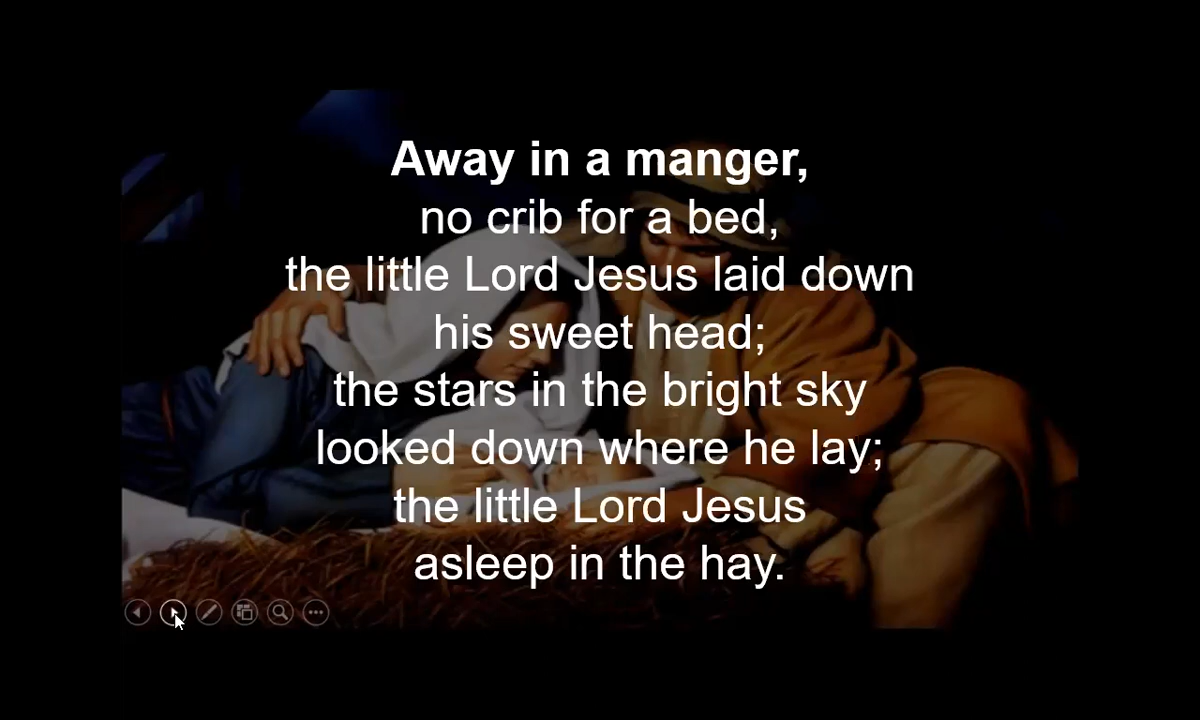 Away in a manger,
no crib for a bed,
the little Lord Jesus laid down
his sweet head;
the stars in the bright sky
looked down where he lay;
the little Lord Jesus
asleep in the hay.